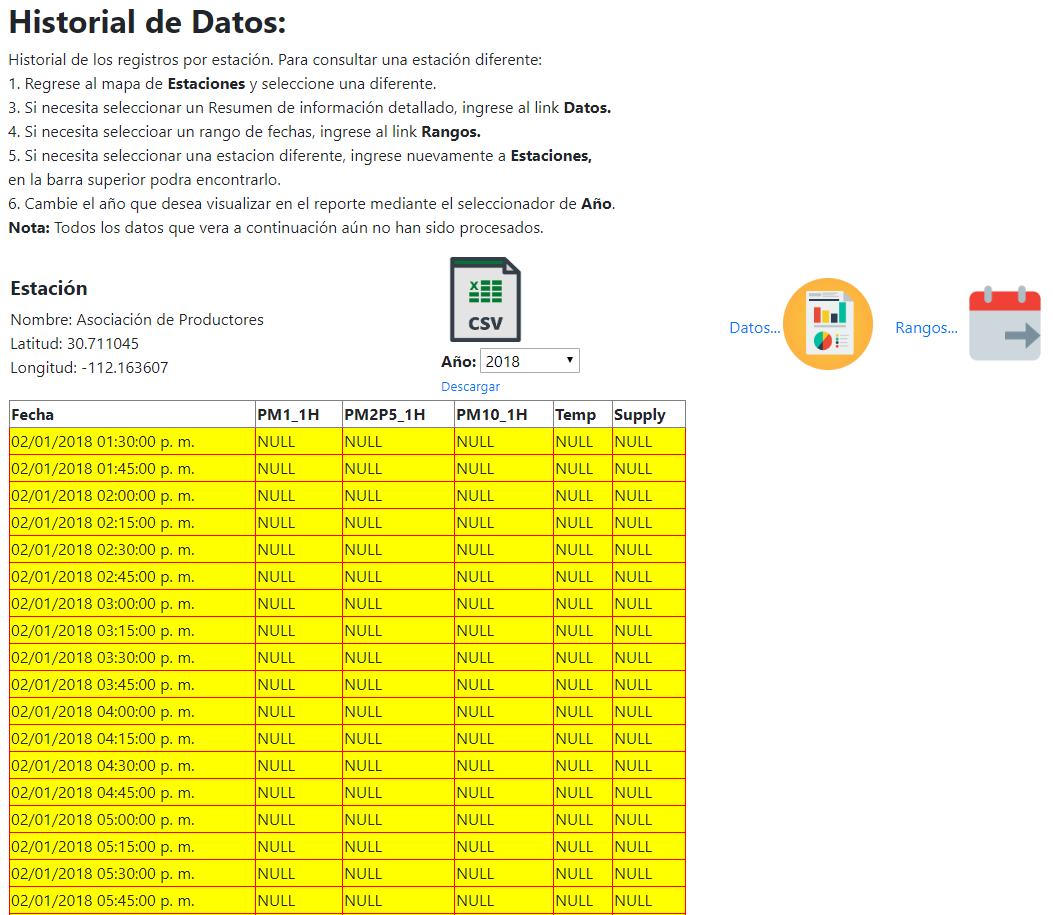 Historial de Datos:
Historial de los registros por estación. Para consultar una estación diferente:
1. Regrese al mapa de Estaciones y seleccione una diferente.
3. Si necesita seleccionar un Resumen de información detallado, ingrese al link Datos.
4. Si necesita seleccioar un rango de fechas, ingrese al link Rangos.
5. Si necesita seleccionar una estacion diferente, ingrese nuevamente a Estaciones,
en la barra superior podra encontrarlo.
6. Cambie el año que desea visualizar en el reporte mediante el seleccionador de Año.
Nota: Todos los datos que vera a continuación aún no han sido procesados.
Estación
Nombre: Asociación de Productores
Latitud: 30.711045
Longitud: -112.163607
X
CSV
Año: 2018
Descargar
Datos...
Rangos...
Fecha PM1_1H PM2P5_1H PM10_1H Temp Supply
02/01/2018 01:30:00 p. m. NULL NULL NULL NULL NULL
02/01/2018 01:45:00 p. m. NULL NULL NULL NULL NULL
02/01/2018 02:00:00 p. m. NULL NULL NULL NULL NULL
02/01/2018 02:15:00 p. m. NULL NULL NULL NULL NULL
02/01/2018 02:30:00 p. m. NULL NULL NULL NULL NULL
02/01/2018 02:45:00 p. m. NULL NULL NULL NULL NULL
02/01/2018 03:00:00 p. m. NULL NULL NULL NULL NULL
02/01/2018 03:15:00 p. m. NULL NULL NULL NULL NULL
02/01/2018 03:30:00 p. m. NULL NULL NULL NULL NULL
02/01/2018 03:45:00 p. m. NULL NULL NULL NULL NULL
02/01/2018 04:00:00 p. m. NULL NULL NULL NULL NULL
02/01/2018 04:15:00 p. m. NULL NULL NULL NULL NULL
02/01/2018 04:30:00 p. m. NULL NULL NULL NULL NULL
02/01/2018 04:45:00 p. m. NULL NULL NULL NULL NULL
02/01/2018 05:00:00 p. m. NULL NULL NULL NULL NULL
02/01/2018 05:15:00 p. m. NULL NULL NULL NULL NULL
02/01/2018 05:30:00 p. m. NULL NULL NULL NULL NULL
02/01/2018 05:45:00 p. m. NULL NULL NULL NULL NULL